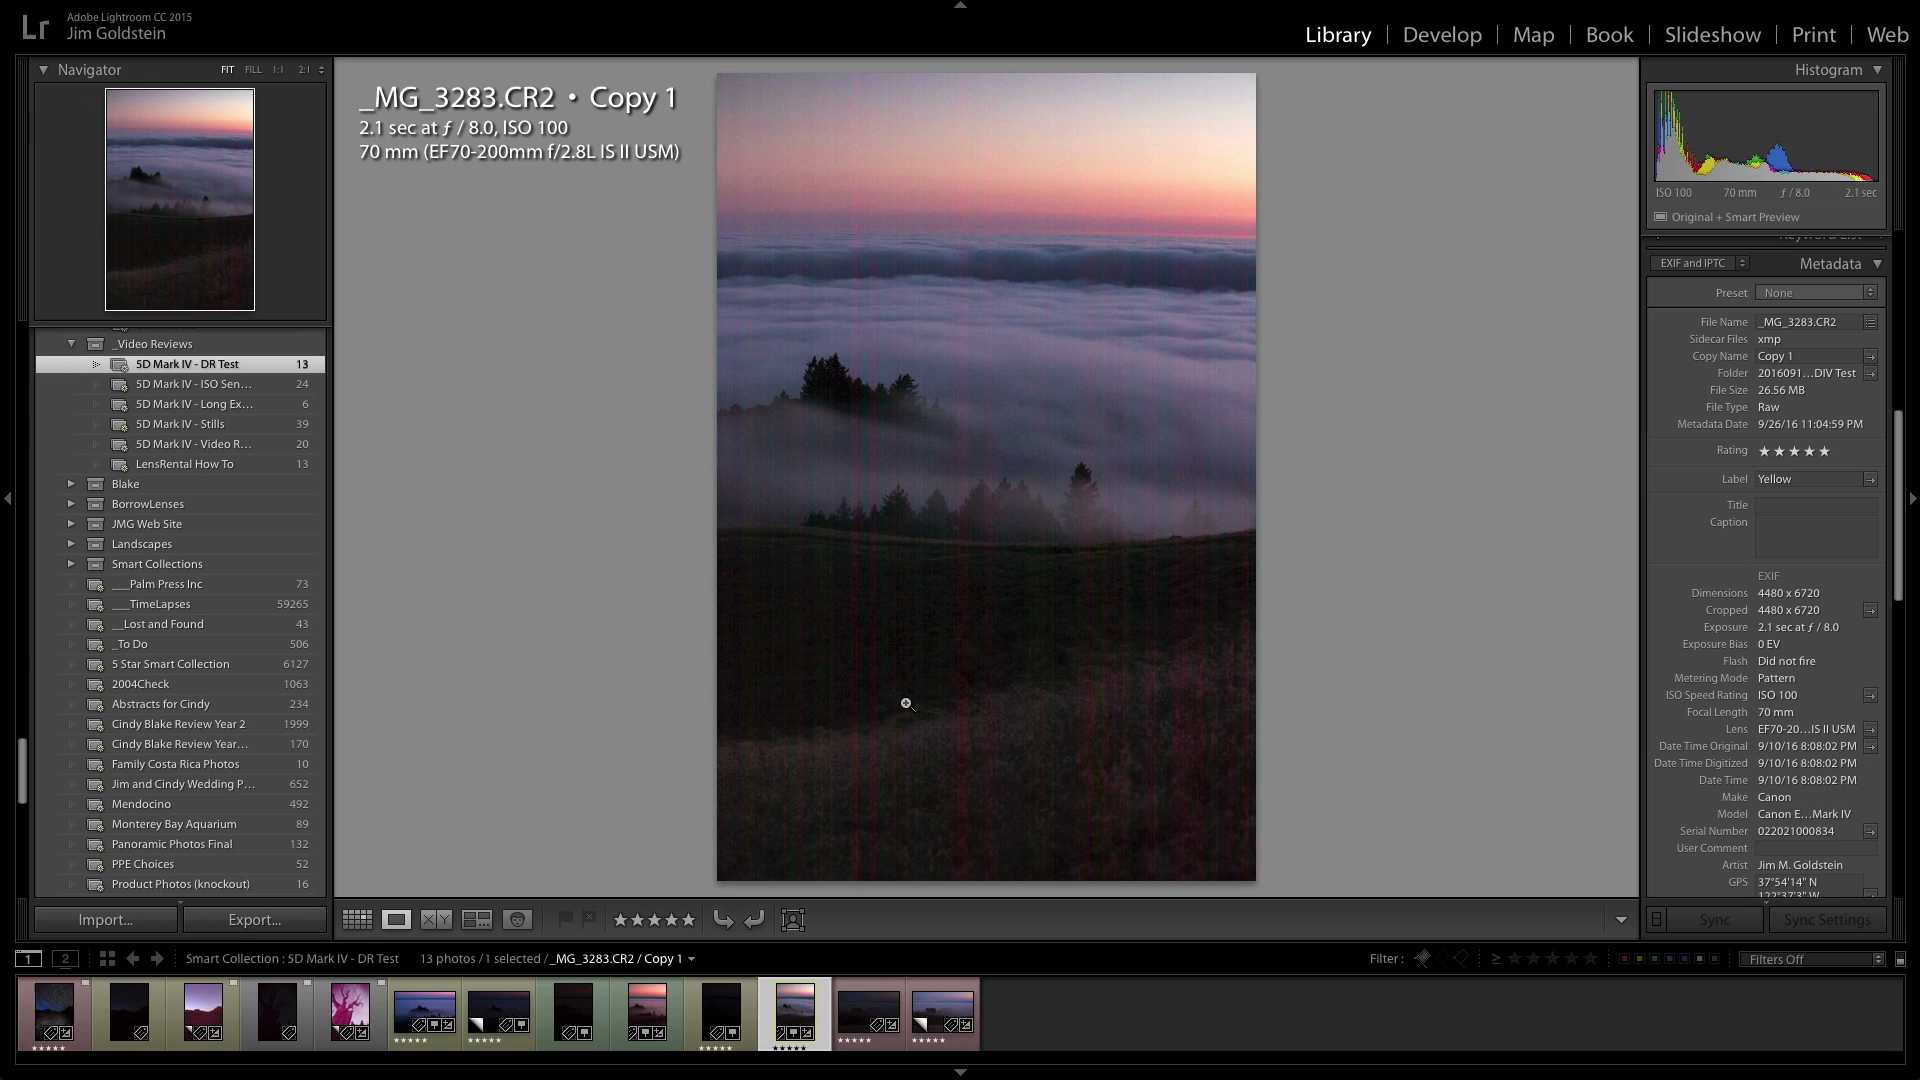 Lr
Adobe Lightroom CC 2015
Jim Goldstein
Library | Develop | Map | Book | Slideshow | Print | Web
Navigator FIT FILL 1:1 2:1
_MG_3283.CR2 • Copy 1
2.1 sec at ƒ / 8.0, ISO 100
70 mm (EF70-200mm f/2.8L IS II USM)
_Video Reviews
5D Mark IV - DR Test 13
5D Mark IV - ISO Sen... 24
5D Mark IV - Long Ex... 6
5D Mark IV - Stills 39
5D Mark IV - Video R... 20
LensRental How To 13
Blake
BorrowLenses
JMG Web Site
Landscapes
Smart Collections
___Palm Press Inc 73
___TimeLapses 59265
__Lost and Found 43
_To Do 506
5 Star Smart Collection 6127
2004Check 1063
Abstracts for Cindy 234
Cindy Blake Review Year 2 1999
Cindy Blake Review Year... 170
Family Costa Rica Photos 10
Jim and Cindy Wedding P... 652
Mendocino 492
Monterey Bay Aquarium 89
Panoramic Photos Final 132
PPE Choices 52
Product Photos (knockout) 16
Import... Export...
Histogram
ISO 100 70 mm ƒ / 8.0 2.1 sec
Original + Smart Preview
Keyword List
EXIF and IPTC Metadata
Preset None
File Name _MG_3283.CR2
Sidecar Files xmp
Copy Name Copy 1
Folder 2016091...DIV Test
File Size 26.56 MB
File Type Raw
Metadata Date 9/26/16 11:04:59 PM
Rating ★★★★★
Label Yellow
Title
Caption
EXIF
Dimensions 4480 x 6720
Cropped 4480 x 6720
Exposure 2.1 sec at ƒ / 8.0
Exposure Bias 0 EV
Flash Did not fire
Metering Mode Pattern
ISO Speed Rating ISO 100
Focal Length 70 mm
Lens EF70-20...IS II USM
Date Time Original 9/10/16 8:08:02 PM
Date Time Digitized 9/10/16 8:08:02 PM
Date Time 9/10/16 8:08:02 PM
Make Canon
Model Canon E...Mark IV
Serial Number 022021000834
User Comment
Artist Jim M. Goldstein
GPS 37°54'14" N
122°37'3" W
Sync Sync Settings
X Y
1 2 Smart Collection : 5D Mark IV - DR Test 13 photos / 1 selected / _MG_3283.CR2 / Copy 1
Filter : ≥ Filters Off